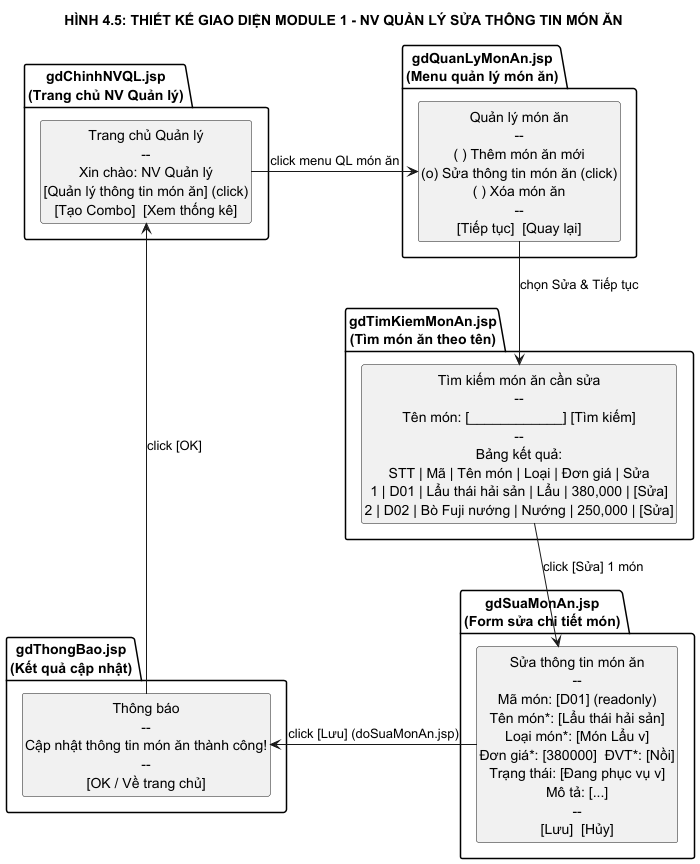 HÌNH 4.5: THIẾT KẾ GIAO DIỆN MODULE 1 - NV QUẢN LÝ SỬA THÔNG TIN MÓN ĂN
gdChinhNVQL.jsp
(Trang chủ NV Quản lý)
Trang chủ Quản lý
--
Xin chào: NV Quản lý
[Quản lý thông tin món ăn] (click)
[Tạo Combo]  [Xem thống kê]
click menu QL món ăn
gdQuanLyMonAn.jsp
(Menu quản lý món ăn)
Quản lý món ăn
--
( ) Thêm món ăn mới
(o) Sửa thông tin món ăn (click)
( ) Xóa món ăn
--
[Tiếp tục]  [Quay lại]
chọn Sửa & Tiếp tục
gdTimKiemMonAn.jsp
(Tìm món ăn theo tên)
Tìm kiếm món ăn cần sửa
--
Tên món: [____________] [Tìm kiếm]
--
Bảng kết quả:
STT | Mã | Tên món | Loại | Đơn giá | Sửa
1 | D01 | Lẩu thái hải sản | Lẩu | 380,000 | [Sửa]
2 | D02 | Bò Fuji nướng | Nướng | 250,000 | [Sửa]
click [Sửa] 1 món
gdSuaMonAn.jsp
(Form sửa chi tiết món)
Sửa thông tin món ăn
--
Mã món: [D01] (readonly)
Tên món*: [Lẩu thái hải sản]
Loại món*: [Món Lẩu v]
Đơn giá*: [380000]  ĐVT*: [Nồi]
Trạng thái: [Đang phục vụ v]
Mô tả: [...]
--
[Lưu]  [Hủy]
click [Lưu] (doSuaMonAn.jsp)
gdThongBao.jsp
(Kết quả cập nhật)
Thông báo
--
Cập nhật thông tin món ăn thành công!
--
[OK / Về trang chủ]
click [OK]